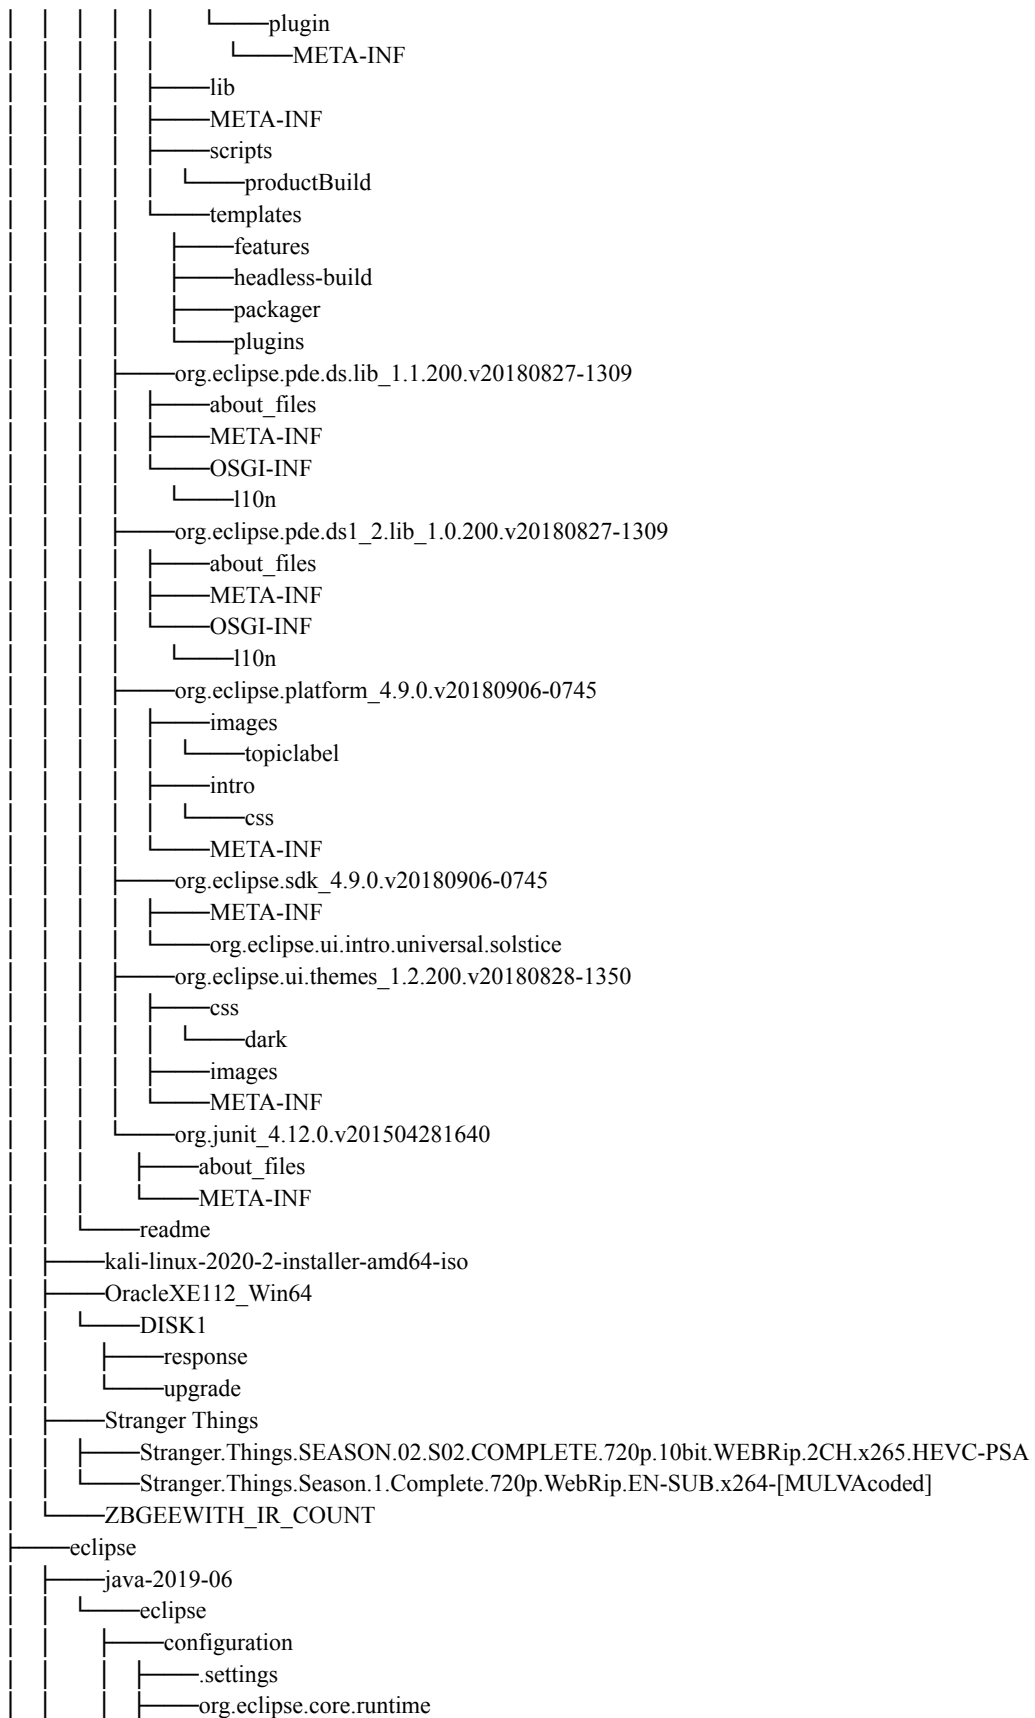 │ │ │ │ │ └────plugin
│ │ │ │ │ └────META-INF
│ │ │ │ ├────lib
│ │ │ │ ├────META-INF
│ │ │ │ ├────scripts
│ │ │ │ │ └────productBuild
│ │ │ │ └────templates
│ │ │ │ ├────features
│ │ │ │ ├────headless-build
│ │ │ │ ├────packager
│ │ │ │ └────plugins
│ │ │ ├────org.eclipse.pde.ds.lib_1.1.200.v20180827-1309
│ │ │ │ ├────about_files
│ │ │ │ ├────META-INF
│ │ │ │ └────OSGI-INF
│ │ │ │ └────l10n
│ │ │ ├────org.eclipse.pde.ds1_2.lib_1.0.200.v20180827-1309
│ │ │ │ ├────about_files
│ │ │ │ ├────META-INF
│ │ │ │ └────OSGI-INF
│ │ │ │ └────l10n
│ │ │ ├────org.eclipse.platform_4.9.0.v20180906-0745
│ │ │ │ ├────images
│ │ │ │ │ └────topiclabel
│ │ │ │ ├────intro
│ │ │ │ │ └────css
│ │ │ │ └────META-INF
│ │ │ ├────org.eclipse.sdk_4.9.0.v20180906-0745
│ │ │ │ ├────META-INF
│ │ │ │ └────org.eclipse.ui.intro.universal.solstice
│ │ │ ├────org.eclipse.ui.themes_1.2.200.v20180828-1350
│ │ │ │ ├────css
│ │ │ │ │ └────dark
│ │ │ │ ├────images
│ │ │ │ └────META-INF
│ │ │ └────org.junit_4.12.0.v201504281640
│ │ │ ├────about_files
│ │ │ └────META-INF
│ │ └────readme
│ ├────kali-linux-2020-2-installer-amd64-iso
│ ├────OracleXE112_Win64
│ │ └────DISK1
│ │ ├────response
│ │ └────upgrade
│ ├────Stranger Things
│ │ ├────Stranger.Things.SEASON.02.S02.COMPLETE.720p.10bit.WEBRip.2CH.x265.HEVC-PSA
│ │ └────Stranger.Things.Season.1.Complete.720p.WebRip.EN-SUB.x264-[MULVAcoded]
│ └────ZBGEEWITH_IR_COUNT
├────eclipse
│ ├────java-2019-06
│ │ └────eclipse
│ │ ├────configuration
│ │ │ ├────.settings
│ │ │ ├────org.eclipse.core.runtime